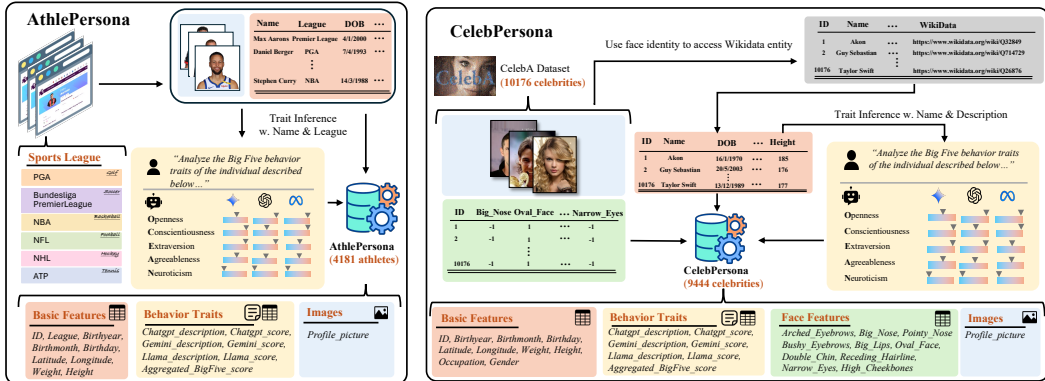 AthlePersona
Name League DOB ...
Max Aarons Premier League 4/1/2000 ...
Daniel Berger PGA 7/4/1993 ...
Stephen Curry NBA 14/3/1988 ...
Trait Inference
w. Name & League
Sports League
PGA Golf
Bundesliga Soccer
PremierLeague
NBA Basketball
NFL Football
NHL Hockey
ATP Tennis
“Analyze the Big Five behavior
traits of the individual described
below…”
Openness
Conscientiousness
Extraversion
Agreeableness
Neuroticism
AthlePersona
(4181 athletes)
Basic Features
ID, League, Birthyear,
Birthmonth, Birthday,
Latitude, Longitude,
Weight, Height
Behavior Traits
Chatgpt_description, Chatgpt_score,
Gemini_description, Gemini_score,
Llama_description, Llama_score,
Aggregated_BigFive_score
Images
Profile_picture
CelebPersona
CelebA
CelebA Dataset
(10176 celebrities)
Use face identity to access Wikidata entity
ID Name ... WikiData
1 Akon ... https://www.wikidata.org/wiki/Q32849
2 Guy Sebastian ... https://www.wikidata.org/wiki/Q714729
10176 Taylor Swift ... https://www.wikidata.org/wiki/Q26876
Trait Inference w. Name & Description
ID Name DOB ... Height
1 Akon 16/1/1970 ... 185
2 Guy Sebastian 20/5/2003 ... 176
10176 Taylor Swift 13/12/1989 ... 177
ID Big_Nose Oval_Face ... Narrow_Eyes
1 -1 1 ... -1
2 -1 1 ... -1
10176 -1 1 ... -1
CelebPersona
(9444 celebrities)
“Analyze the Big Five behavior traits
of the individual described below…”
Openness
Conscientiousness
Extraversion
Agreeableness
Neuroticism
Basic Features
ID, Birthyear, Birthmonth, Birthday,
Latitude, Longitude, Weight, Height,
Occupation, Gender
Behavior Traits
Chatgpt_description, Chatgpt_score,
Gemini_description, Gemini_score,
Llama_description, Llama_score,
Aggregated_BigFive_score
Face Features
Arched_Eyebrows, Big_Nose, Pointy_Nose
Bushy_Eyebrows, Big_Lips, Oval_Face,
Double_Chin, Receding_Hairline,
Narrow_Eyes, High_Cheekbones
Images
Profile_picture